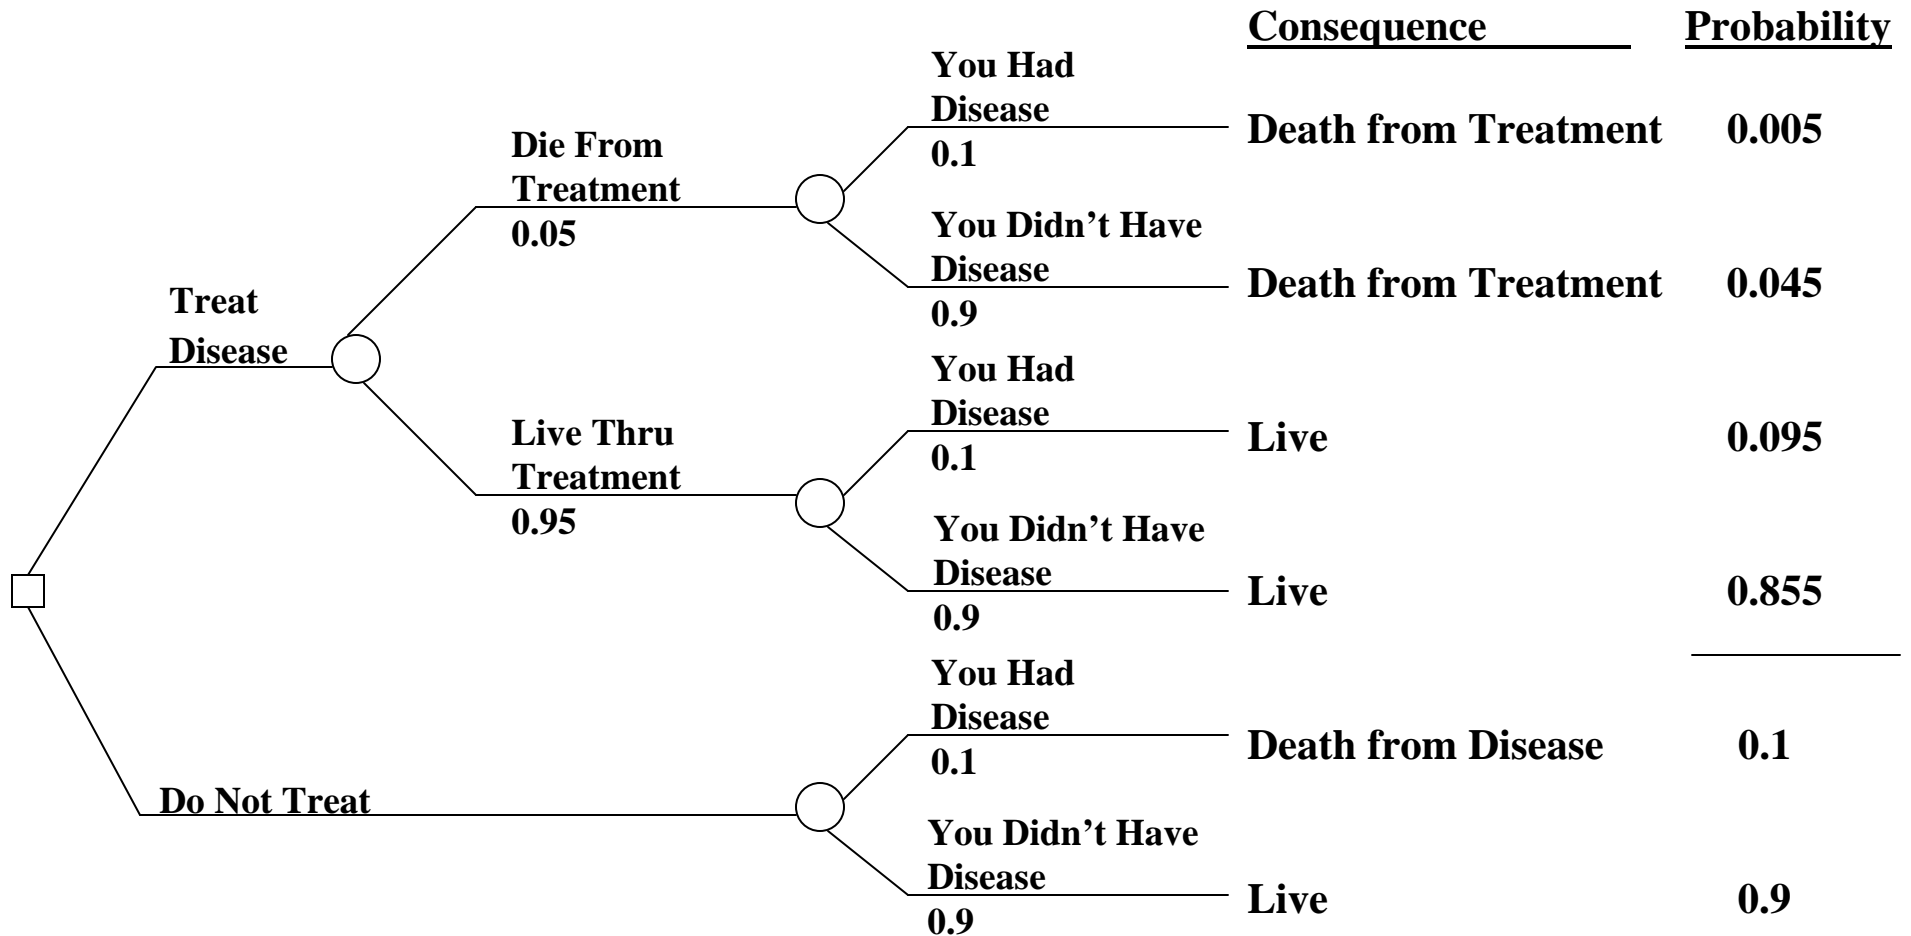 Consequence Probability
You Had
Disease
0.1
Death from Treatment 0.005
Die From
Treatment
0.05
You Didn’t Have
Disease
0.9
Death from Treatment 0.045
Treat
Disease
You Had
Disease
0.1
Live 0.095
Live Thru
Treatment
0.95
You Didn’t Have
Disease
0.9
Live 0.855
You Had
Disease
0.1
Death from Disease 0.1
Do Not Treat
You Didn’t Have
Disease
0.9
Live 0.9